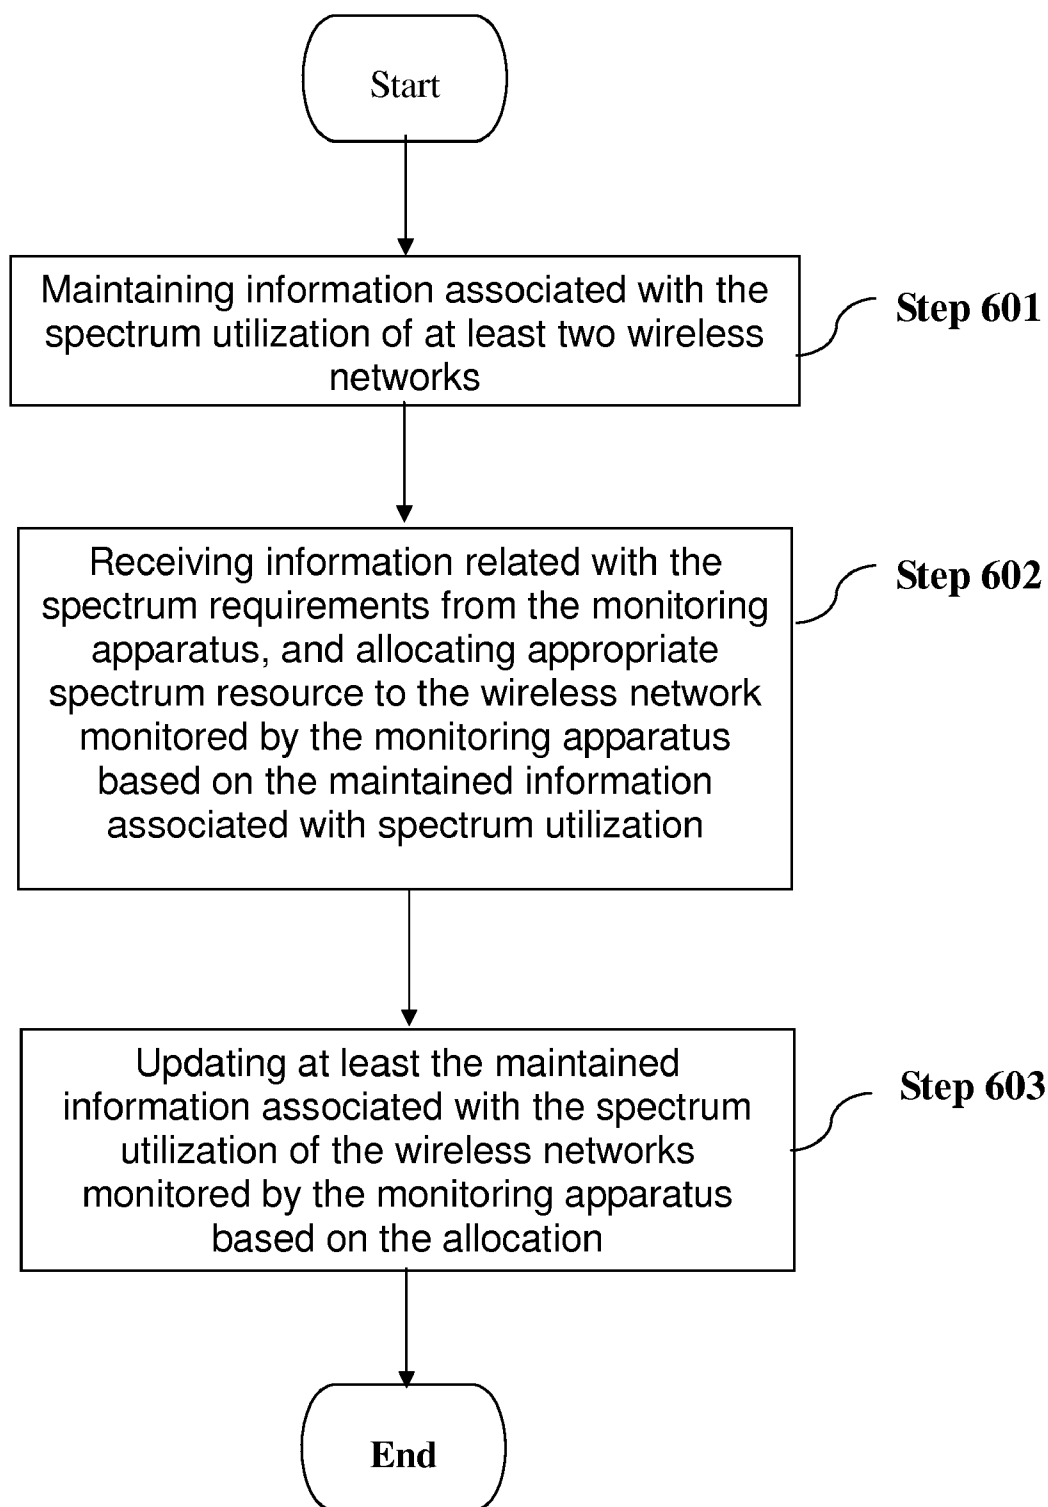 Start
Maintaining information associated with the
spectrum utilization of at least two wireless
networks
Step 601
Receiving information related with the
spectrum requirements from the monitoring
apparatus, and allocating appropriate
spectrum resource to the wireless network
monitored by the monitoring apparatus
based on the maintained information
associated with spectrum utilization
Step 602
Updating at least the maintained
information associated with the spectrum
utilization of the wireless networks
monitored by the monitoring apparatus
based on the allocation
Step 603
End